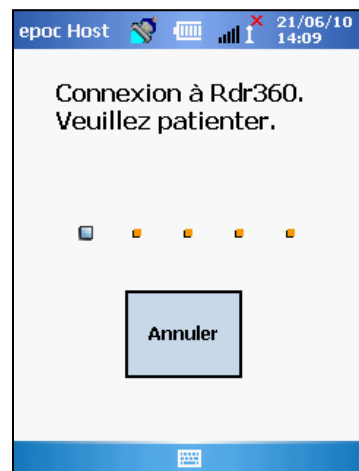 epoc Host
21/06/10
14:09
Connexion à Rdr360.
Veuillez patienter.
Annuler